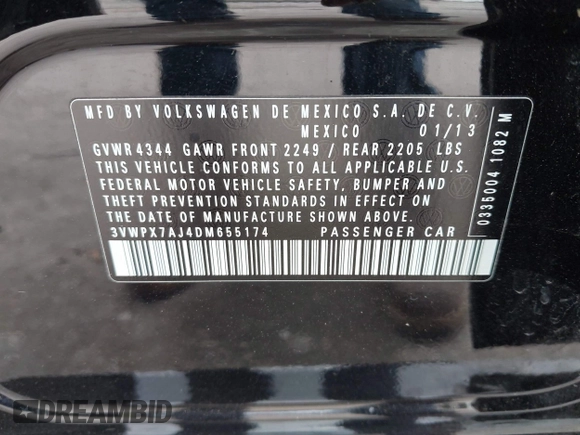 MFD BY VOLKSWAGEN DE MEXICO S.A. DE C.V.
MEXICO 01/13
GVWR 4344 GAWR FRONT 2249 / REAR 2205 LBS
THIS VEHICLE CONFORMS TO ALL APPLICABLE U.S.
FEDERAL MOTOR VEHICLE SAFETY, BUMPER AND
THEFT PREVENTION STANDARDS IN EFFECT ON
THE DATE OF MANUFACTURE SHOWN ABOVE.
3VWPX7AJ4DM655174 PASSENGER CAR
0335004 1082 M
DREAMBID